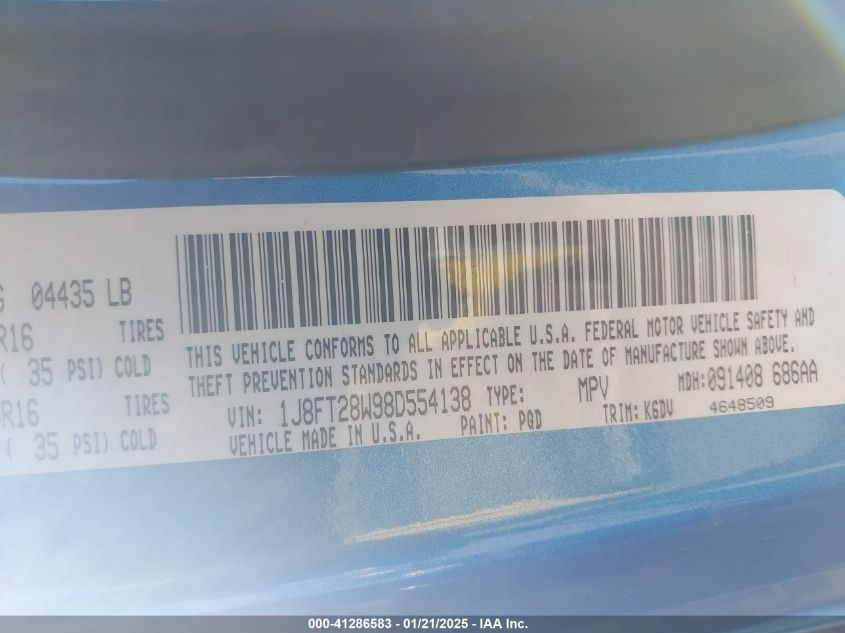 G 04435 LB
R16 TIRES
( 35 PSI) COLD
R16 TIRES
( 35 PSI) COLD
THIS VEHICLE CONFORMS TO ALL APPLICABLE U.S.A. FEDERAL MOTOR VEHICLE SAFETY AND
THEFT PREVENTION STANDARDS IN EFFECT ON THE DATE OF MANUFACTURE SHOWN ABOVE.
VIN: 1J8FT28W98D554138 TYPE: MPV MDH:091408 686AA
VEHICLE MADE IN U.S.A. PAINT: PQD TRIM: K6DV 4648509
000-41286583 - 01/21/2025 - IAA Inc.